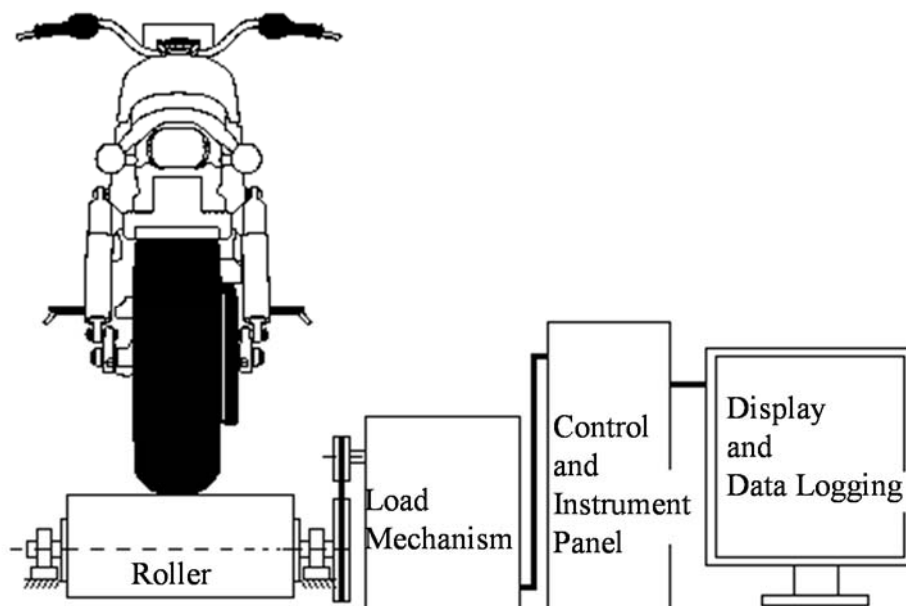 Roller
Load
Mechanism
Control
and
Instrument
Panel
Display
and
Data Logging